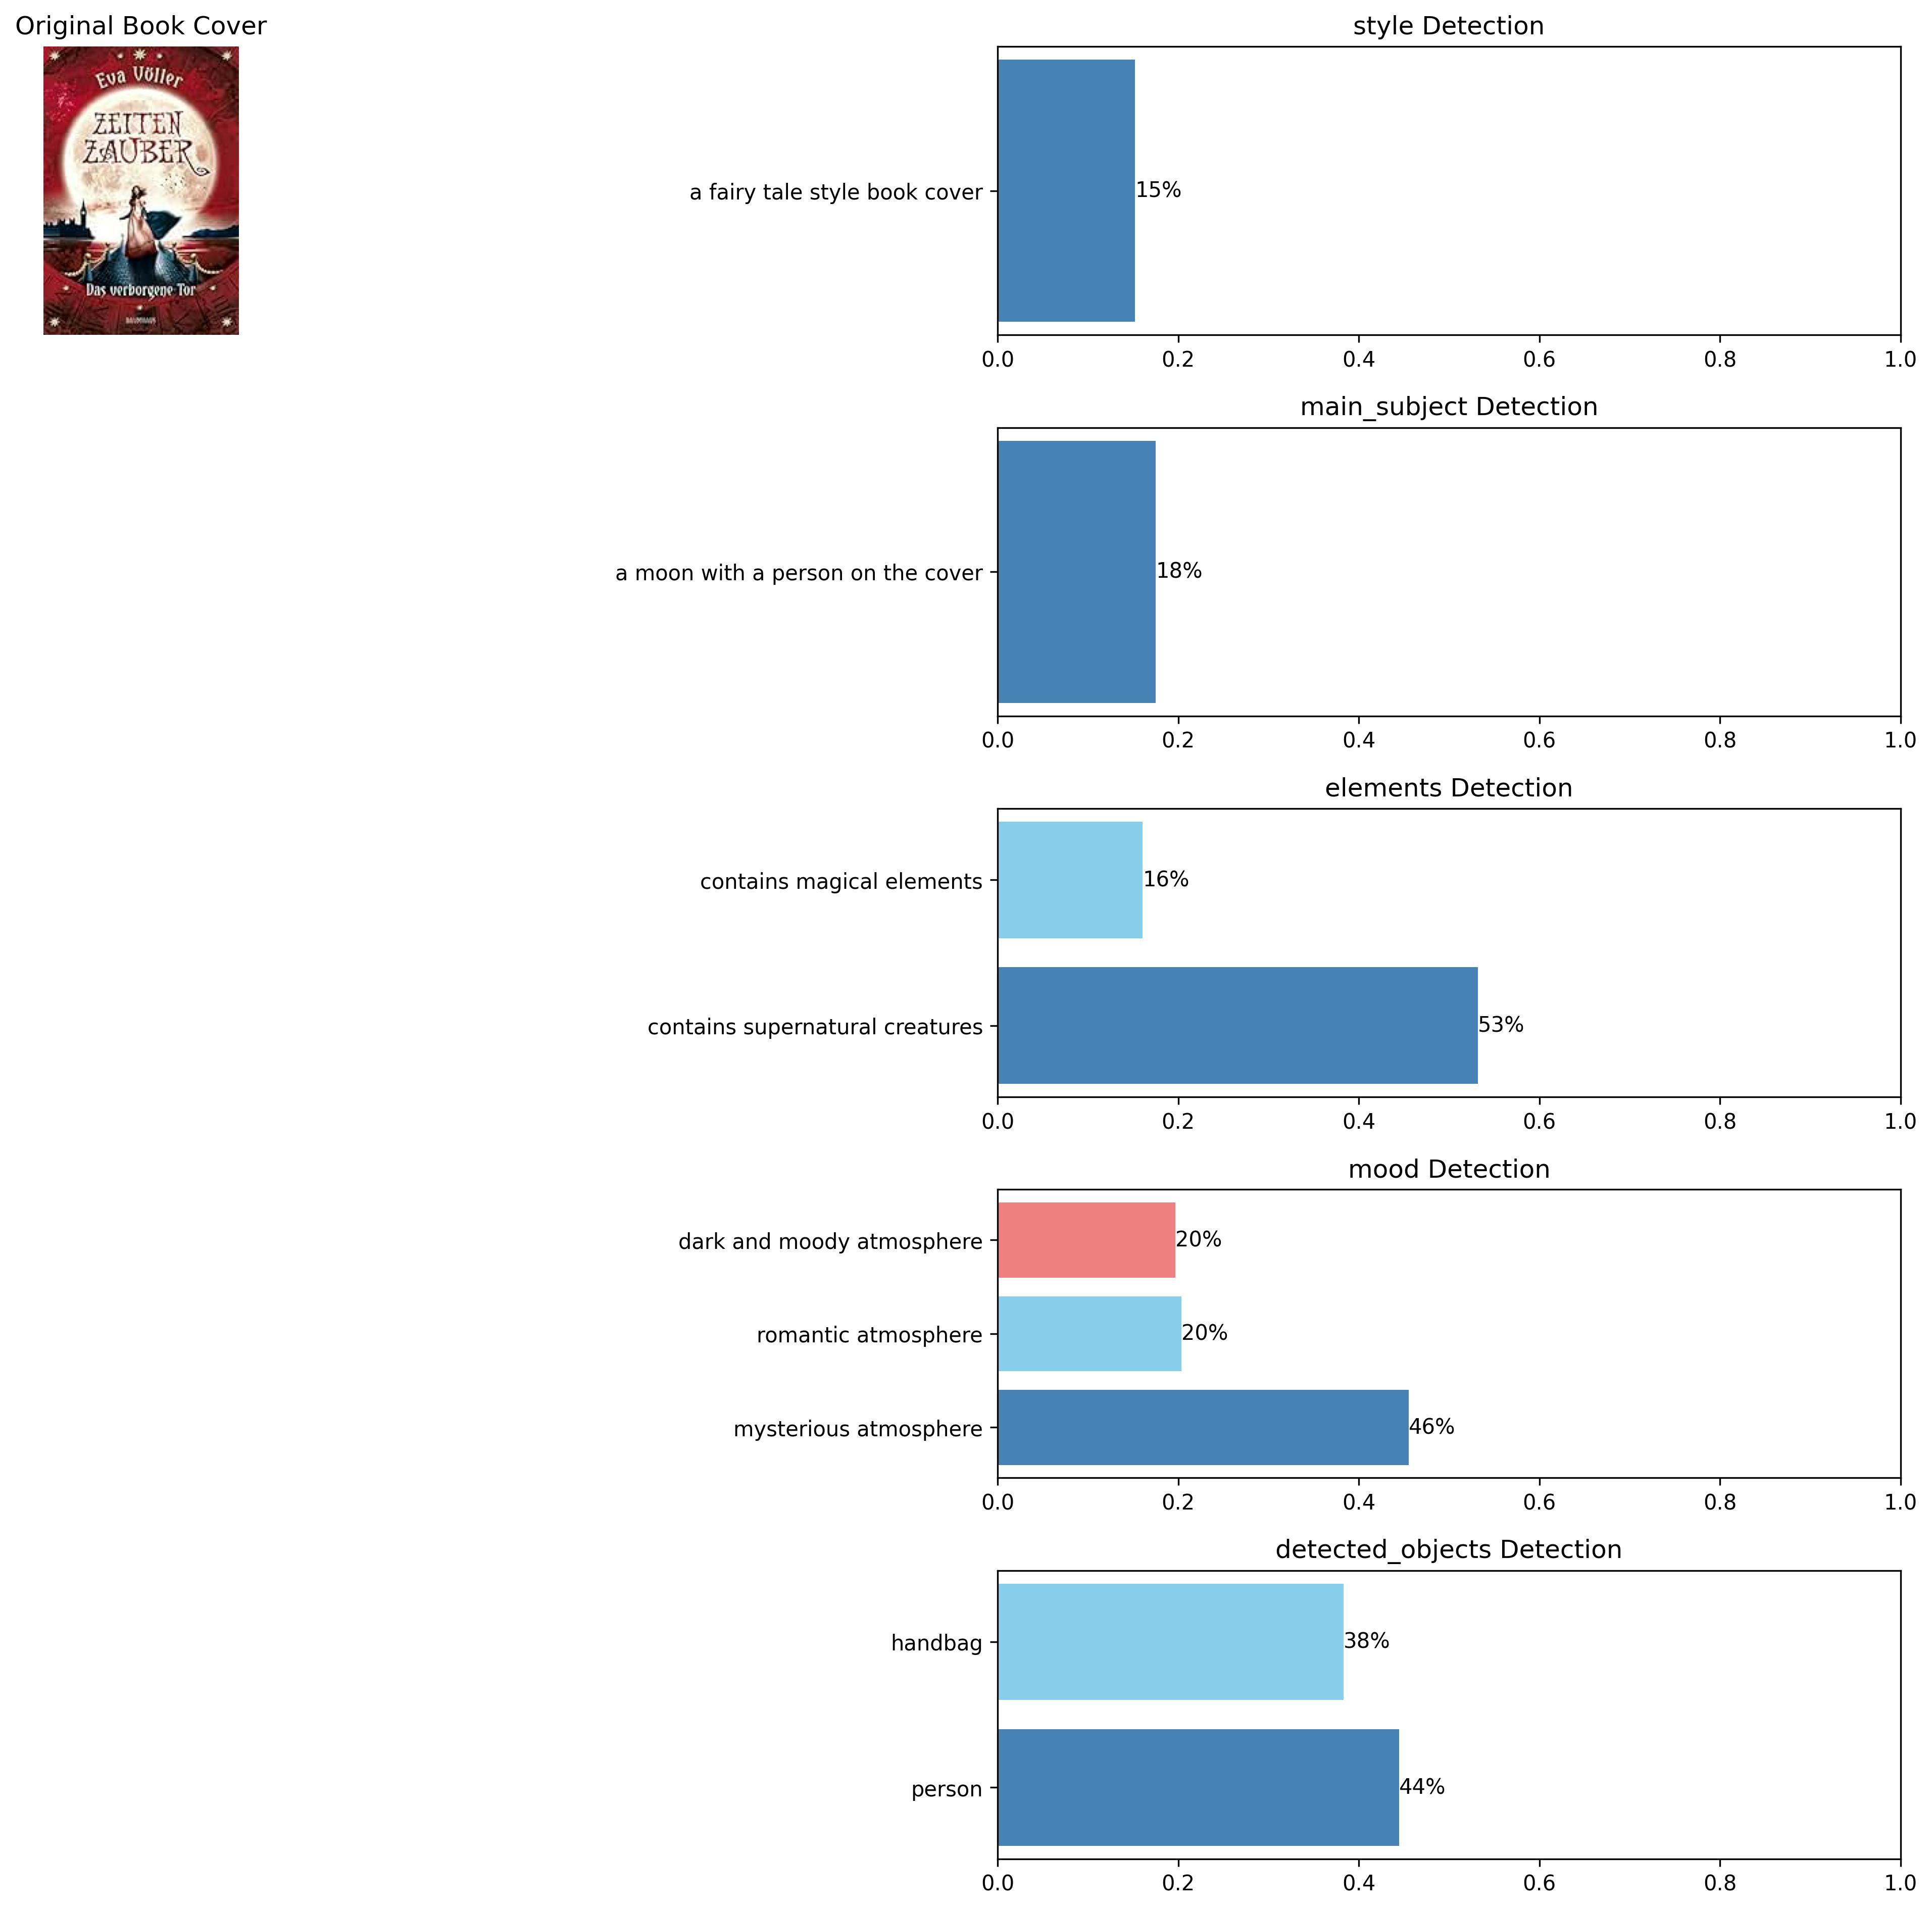 Original Book Cover
Eva Völler
ZEITEN
ZAUBER
Das verborgene Tor
BAUMHAUS
style Detection
a fairy tale style book cover
15%
0.0 0.2 0.4 0.6 0.8 1.0
main_subject Detection
a moon with a person on the cover
18%
0.0 0.2 0.4 0.6 0.8 1.0
elements Detection
contains magical elements
16%
contains supernatural creatures
53%
0.0 0.2 0.4 0.6 0.8 1.0
mood Detection
dark and moody atmosphere
20%
romantic atmosphere
20%
mysterious atmosphere
46%
0.0 0.2 0.4 0.6 0.8 1.0
detected_objects Detection
handbag
38%
person
44%
0.0 0.2 0.4 0.6 0.8 1.0